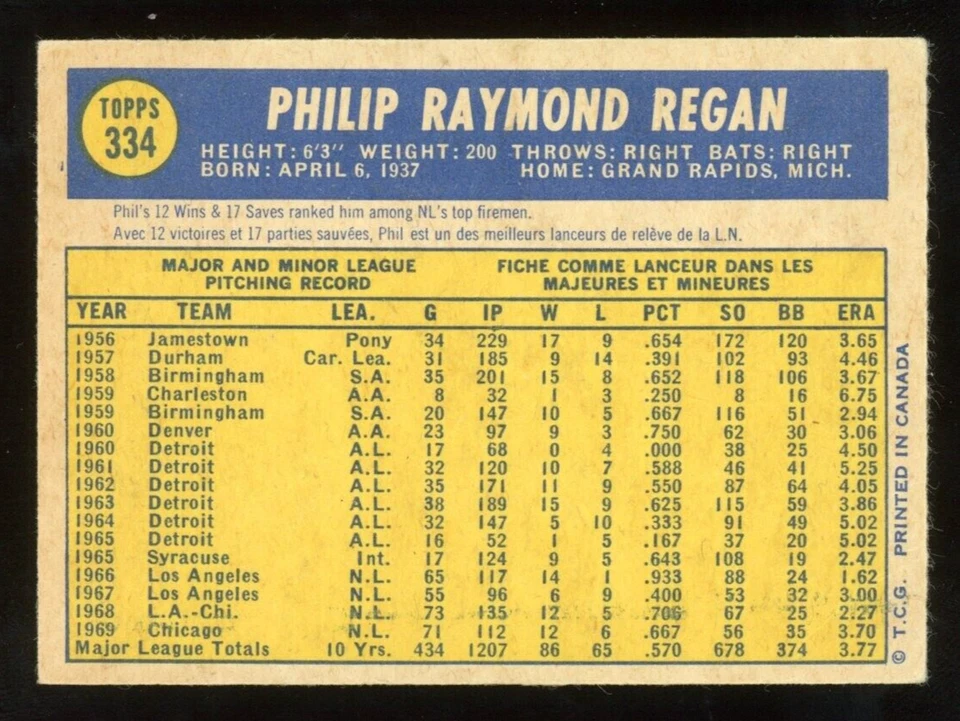 TOPPS
334
PHILIP RAYMOND REGAN
HEIGHT: 6'3" WEIGHT: 200 THROWS: RIGHT BATS: RIGHT
BORN: APRIL 6, 1937 HOME: GRAND RAPIDS, MICH.
Phil's 12 Wins & 17 Saves ranked him among NL's top firemen.
Avec 12 victoires et 17 parties sauvées, Phil est un des meilleurs lanceurs de relève de la L.N.
MAJOR AND MINOR LEAGUE FICHE COMME LANCEUR DANS LES
PITCHING RECORD MAJEURES ET MINEURES
YEAR TEAM LEA. G IP W L PCT SO BB ERA
1956 Jamestown Pony 34 229 17 9 .654 172 120 3.65
1957 Durham Car. Lea. 31 185 9 14 .391 102 93 4.46
1958 Birmingham S.A. 35 201 15 8 .652 118 106 3.67
1959 Charleston A.A. 8 32 1 3 .250 8 16 6.75
1959 Birmingham S.A. 20 147 10 5 .667 116 51 2.94
1960 Denver A.A. 23 97 9 3 .750 62 30 3.06
1960 Detroit A.L. 17 68 0 4 .000 38 25 4.50
1961 Detroit A.L. 32 120 10 7 .588 46 41 5.25
1962 Detroit A.L. 35 171 11 9 .550 87 64 4.05
1963 Detroit A.L. 38 189 15 9 .625 115 59 3.86
1964 Detroit A.L. 32 147 5 10 .333 91 49 5.02
1965 Detroit A.L. 16 52 1 5 .167 37 20 5.02
1965 Syracuse Int. 17 124 9 5 .643 108 19 2.47
1966 Los Angeles N.L. 65 117 14 1 .933 88 24 1.62
1967 Los Angeles N.L. 55 96 6 9 .400 53 32 3.00
1968 L.A.-Chi. N.L. 73 135 12 5 .706 67 25 2.27
1969 Chicago N.L. 71 112 12 6 .667 56 35 3.70
Major League Totals 10 Yrs. 434 1207 86 65 .570 678 374 3.77
© T.C.G. PRINTED IN CANADA